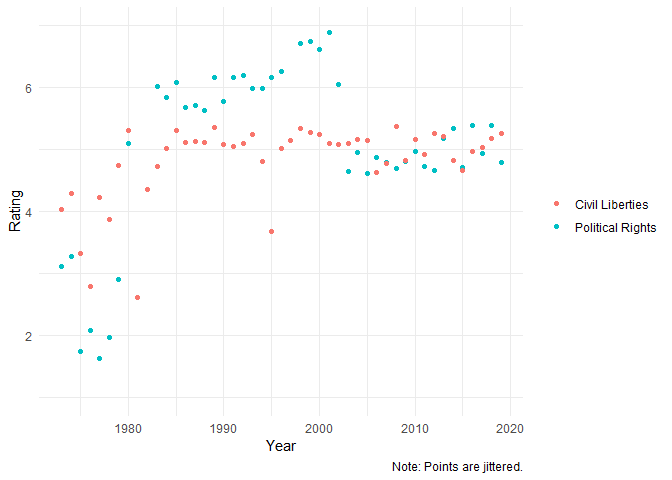 6
4
2
Rating
1980
1990
2000
2010
2020
Year
Civil Liberties
Political Rights
Note: Points are jittered.